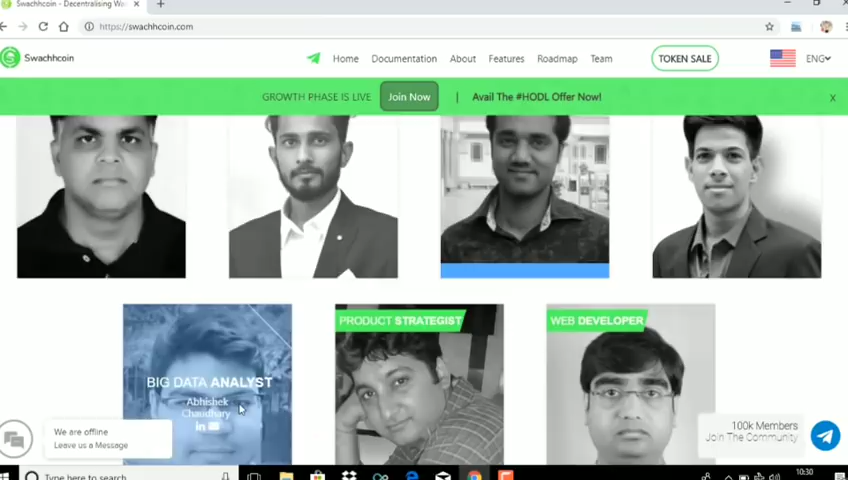 Swachhcoin - Decentralising Wa
https://swachhcoin.com
Swachhcoin
Home
Documentation
About
Features
Roadmap
Team
TOKEN SALE
ENG
GROWTH PHASE IS LIVE
Join Now
|
Avail The #HODL Offer Now!
X
BIG DATA ANALYST
Abhishek
Chaudhary
in
PRODUCT STRATEGIST
WEB DEVELOPER
We are offline
Leave us a Message
100k Members
Join The Community
Type here to search
10:30